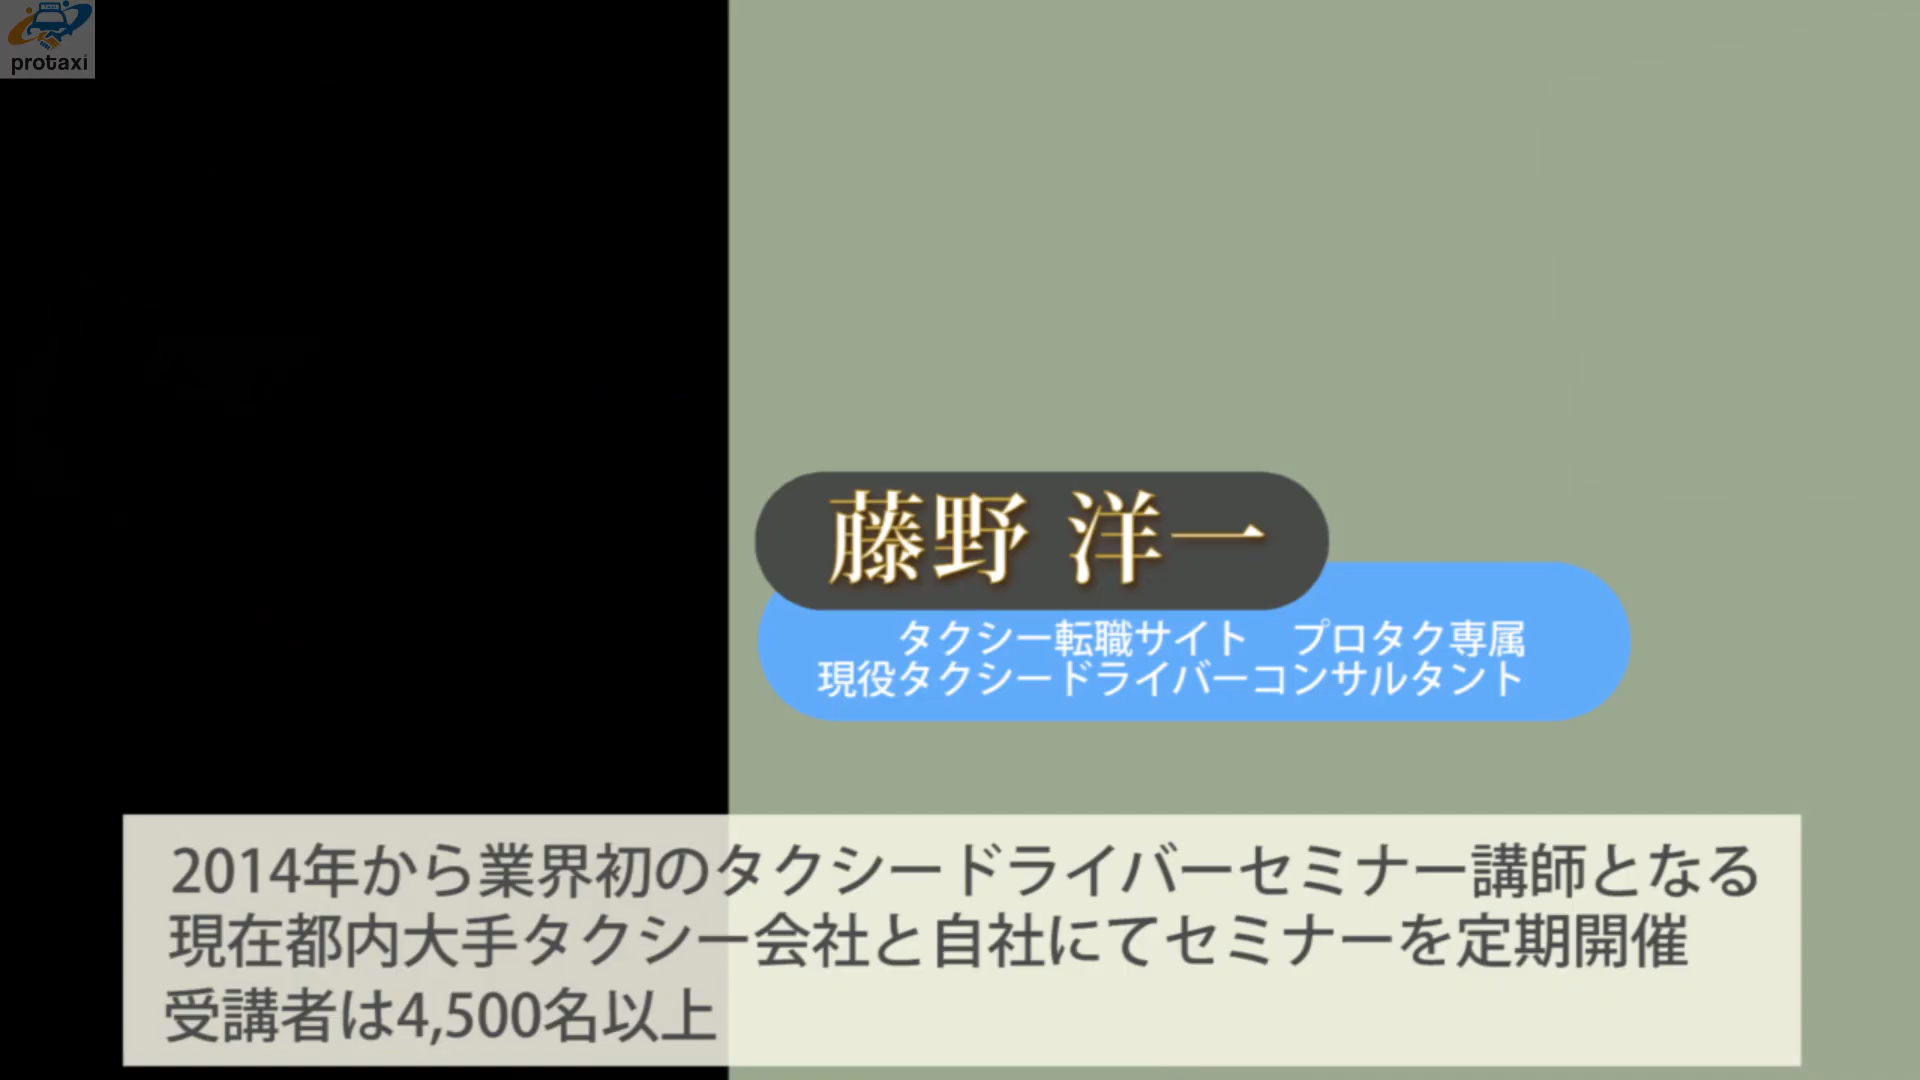 protaxi
藤野 洋一
タクシー転職サイト　プロタク専属
現役タクシードライバーコンサルタント
2014年から業界初のタクシードライバーセミナー講師となる
現在都内大手タクシー会社と自社にてセミナーを定期開催
受講者は4,500名以上